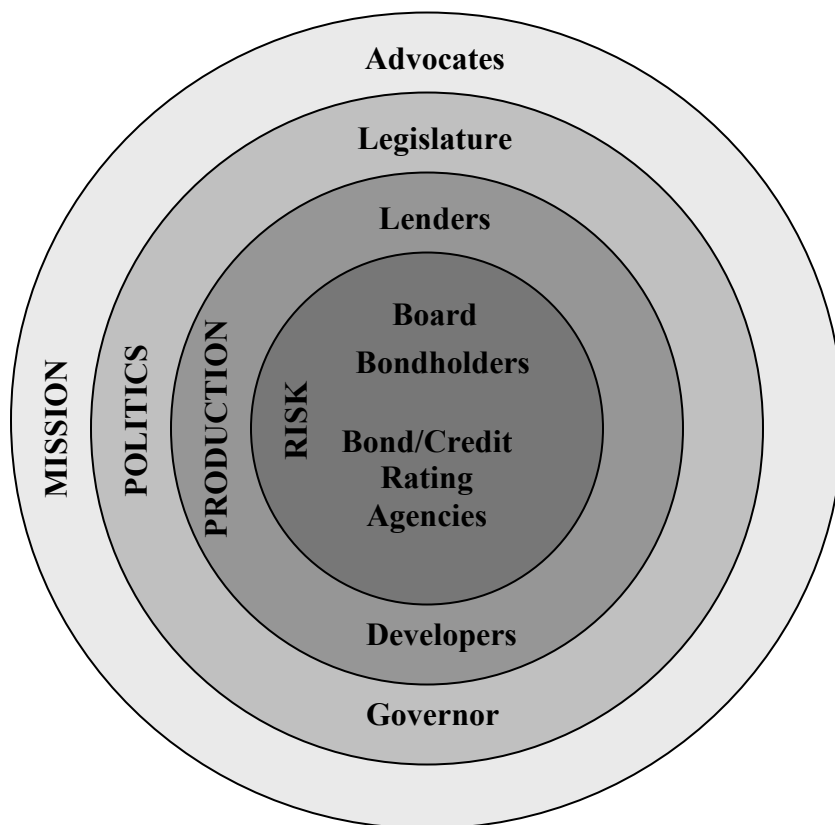 Advocates
Legislature
Lenders
Board
Bondholders
Bond/Credit
Rating
Agencies
Developers
Governor
MISSION
POLITICS
PRODUCTION
RISK